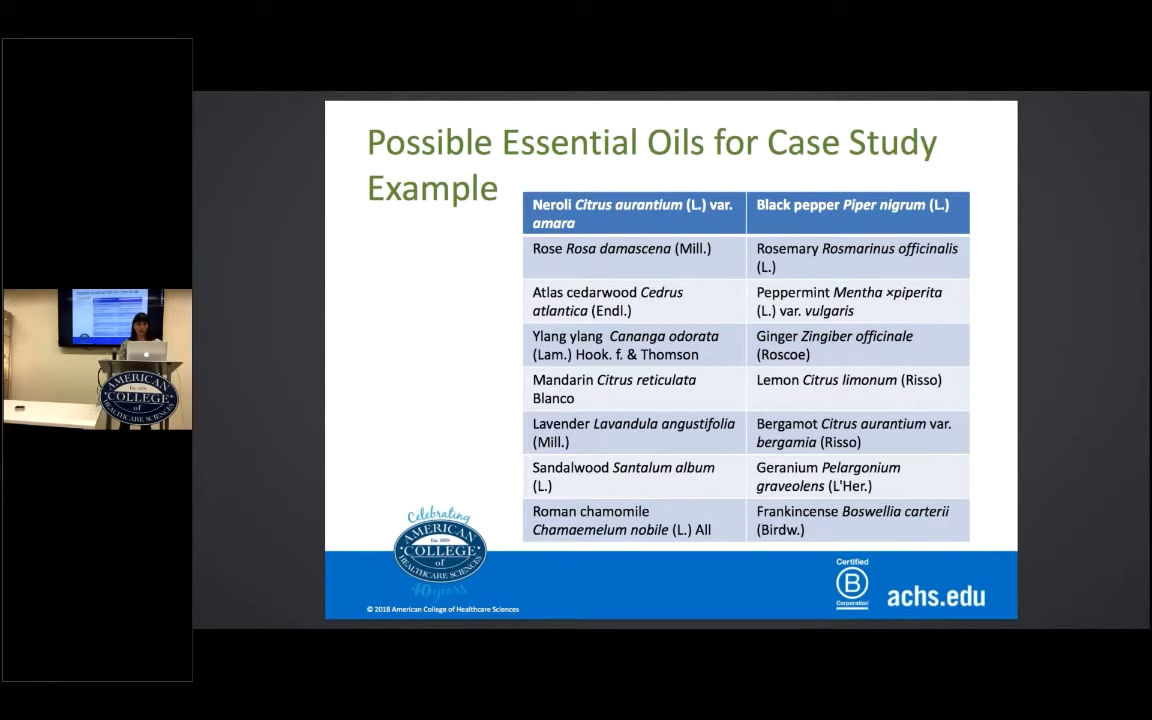 Possible Essential Oils for Case Study
Example
Neroli Citrus aurantium (L.) var.
amara
Black pepper Piper nigrum (L.)
Rose Rosa damascena (Mill.)
Rosemary Rosmarinus officinalis
(L.)
Atlas cedarwood Cedrus
atlantica (Endl.)
Peppermint Mentha ×piperita
(L.) var. vulgaris
Ylang ylang Cananga odorata
(Lam.) Hook. f. & Thomson
Ginger Zingiber officinale
(Roscoe)
Mandarin Citrus reticulata
Blanco
Lemon Citrus limonum (Risso)
Lavender Lavandula angustifolia
(Mill.)
Bergamot Citrus aurantium var.
bergamia (Risso)
Sandalwood Santalum album
(L.)
Geranium Pelargonium
graveolens (L'Her.)
Roman chamomile
Chamaemelum nobile (L.) All
Frankincense Boswellia carterii
(Birdw.)
Celebrating
AMERICAN
Est. 1978
COLLEGE
of
HEALTHCARE SCIENCES
40 years
© 2018 American College of Healthcare Sciences
Certified
B
Corporation
achs.edu
AMERICAN
COLLEGE
of
HEALTHCARE SCIENCES